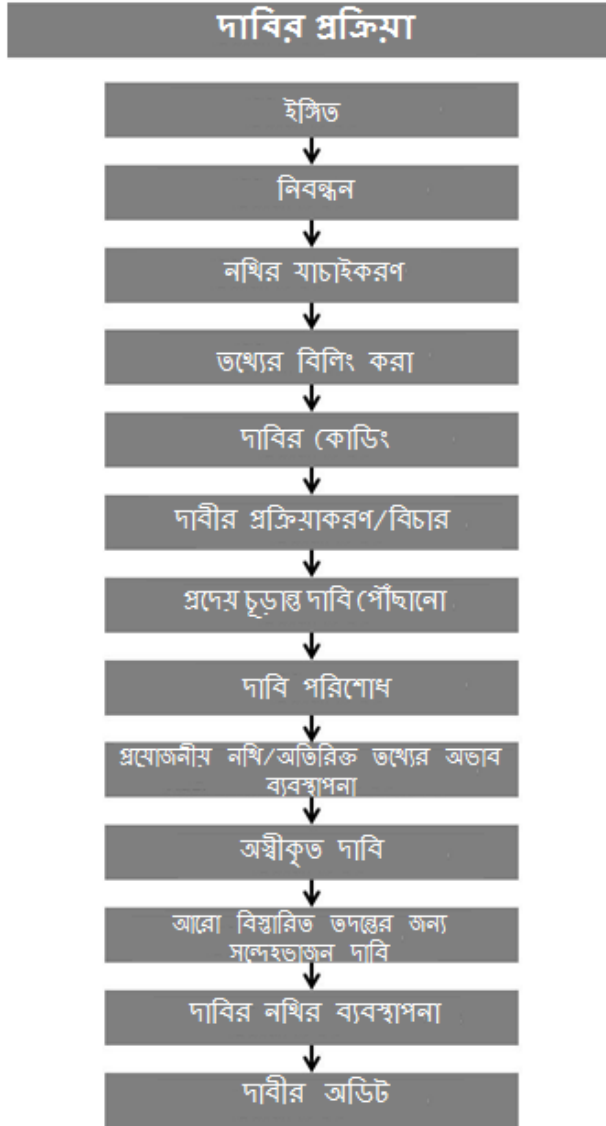 দাবির প্রক্রিয়া
ইঙ্গিত
নিবন্ধন
নথির যাচাইকরণ
তথ্যের বিলিং করা
দাবির কোডিং
দাবীর প্রক্রিয়াকরণ/বিচার
প্রদেয় চূড়ান্ত দাবি পৌঁছানো
দাবি পরিশোধ
প্রযোজনীয় নথি/অতিরিক্ত তথ্যের অভাব
ব্যবস্থাপনা
অস্বীকৃত দাবি
আরো বিস্তারিত তদন্তের জন্য
সন্দেহভাজন দাবি
দাবির নথির ব্যবস্থাপনা
দাবীর অডিট